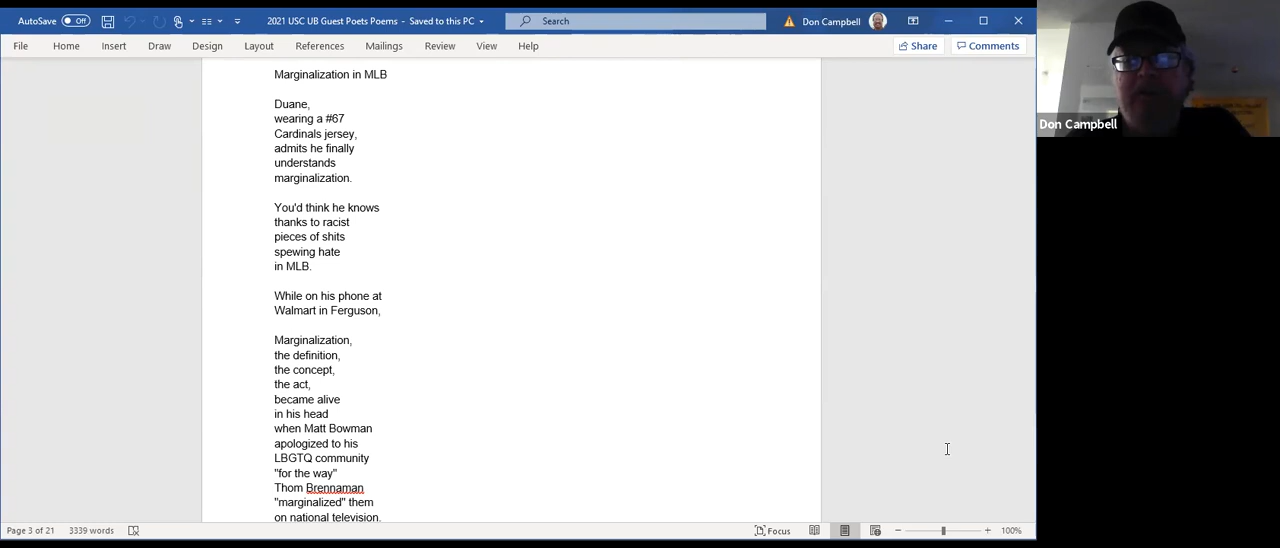 AutoSave Off 2021 USC UB Guest Poets Poems - Saved to this PC Search Don Campbell
File Home Insert Draw Design Layout References Mailings Review View Help Share Comments
Don Campbell
Marginalization in MLB
Duane,
wearing a #67
Cardinals jersey,
admits he finally
understands
marginalization.
You'd think he knows
thanks to racist
pieces of shits
spewing hate
in MLB.
While on his phone at
Walmart in Ferguson,
Marginalization,
the definition,
the concept,
the act,
became alive
in his head
when Matt Bowman
apologized to his
LBGTQ community
"for the way"
Thom Brennaman
"marginalized" them
on national television.
Page 3 of 21 3339 words Focus 100%